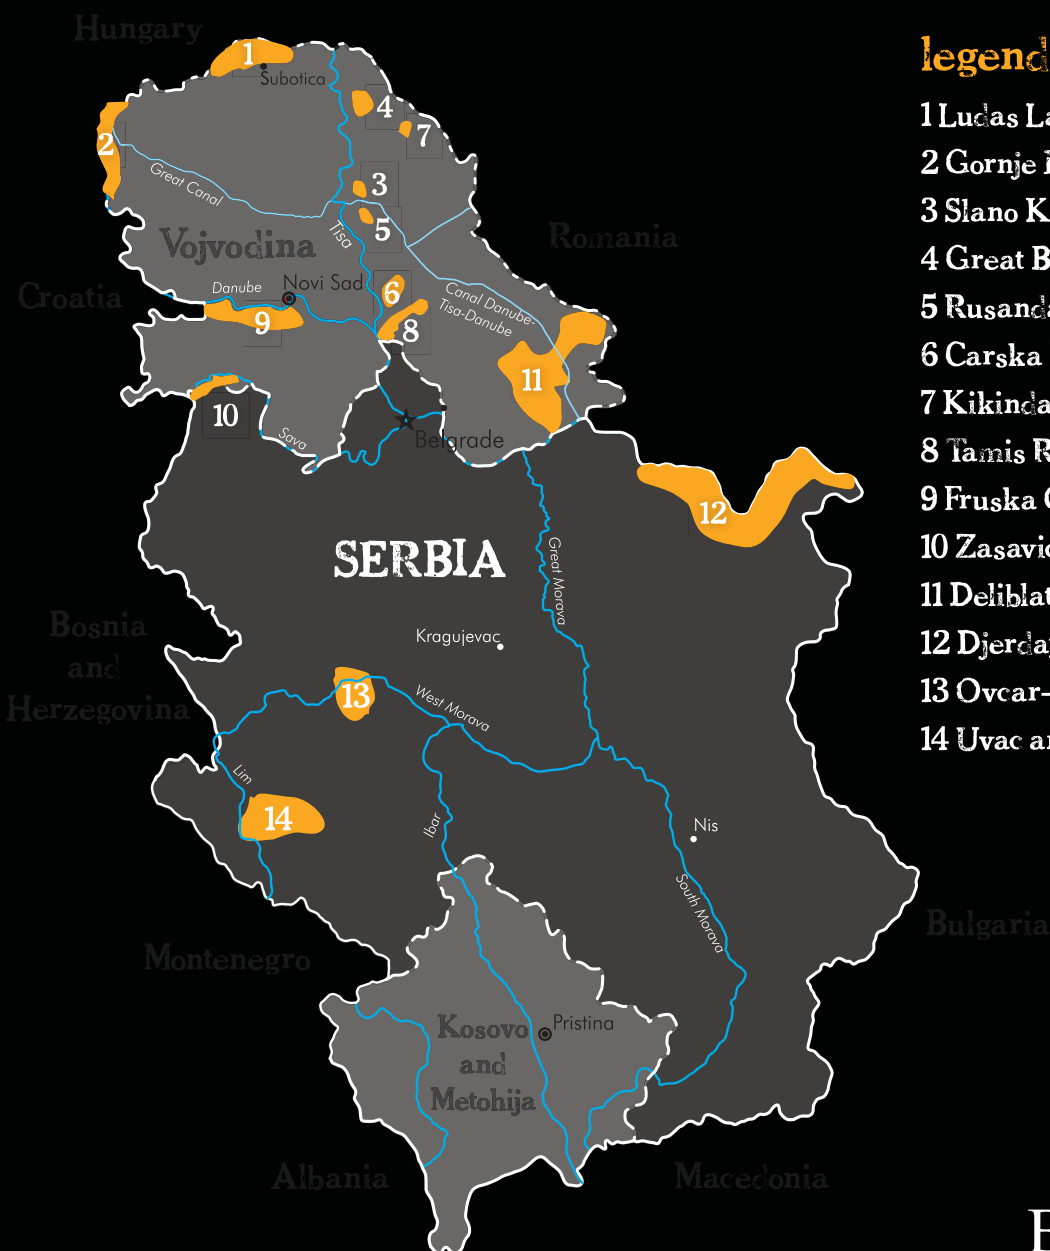 Hungary
1
Subotica
4
7
2
Great Canal
3
5
Tisa
Vojvodina
Romania
Croatia
Danube
Novi Sad
6
Canal Danube-
Tisa-Danube
9
8
11
10
Sava
Belgrade
12
SERBIA
Great Morava
Kragujevac
Bosnia
and
Herzegovina
13
West Morava
Lim
14
Ibar
Nis
South Morava
Bulgaria
Montenegro
Kosovo
and
Metohija
Pristina
Albania
Macedonia
legend
1 Ludas La
2 Gornje
3 Slano K
4 Great B
5 Rusanda
6 Carska
7 Kikinda
8 Tamis R
9 Fruska
10 Zasavic
11 Deliblat
12 Djerda
13 Ovcar-
14 Uvac an